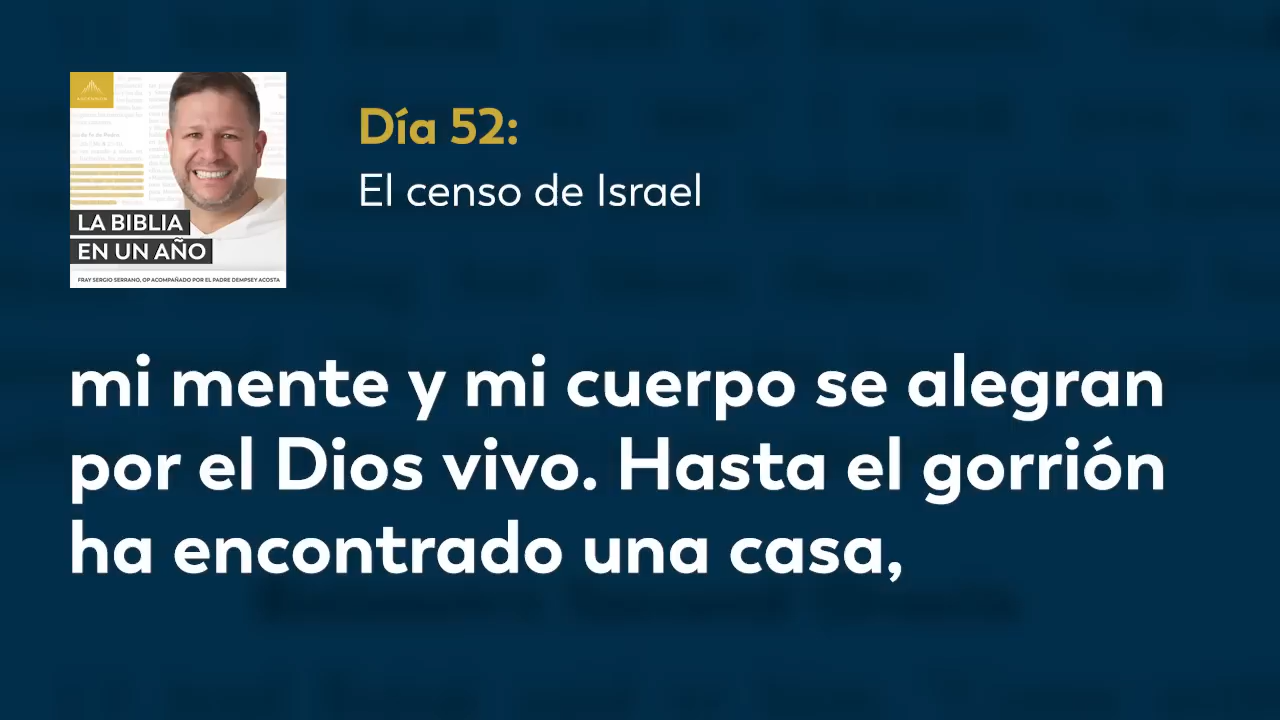 ASCENSION
LA BIBLIA
EN UN AÑO
FRAY SERGIO SERRANO, OP ACOMPAÑADO POR EL PADRE DEMPSEY ACOSTA
Día 52:
El censo de Israel
mi mente y mi cuerpo se alegran
por el Dios vivo. Hasta el gorrión
ha encontrado una casa,